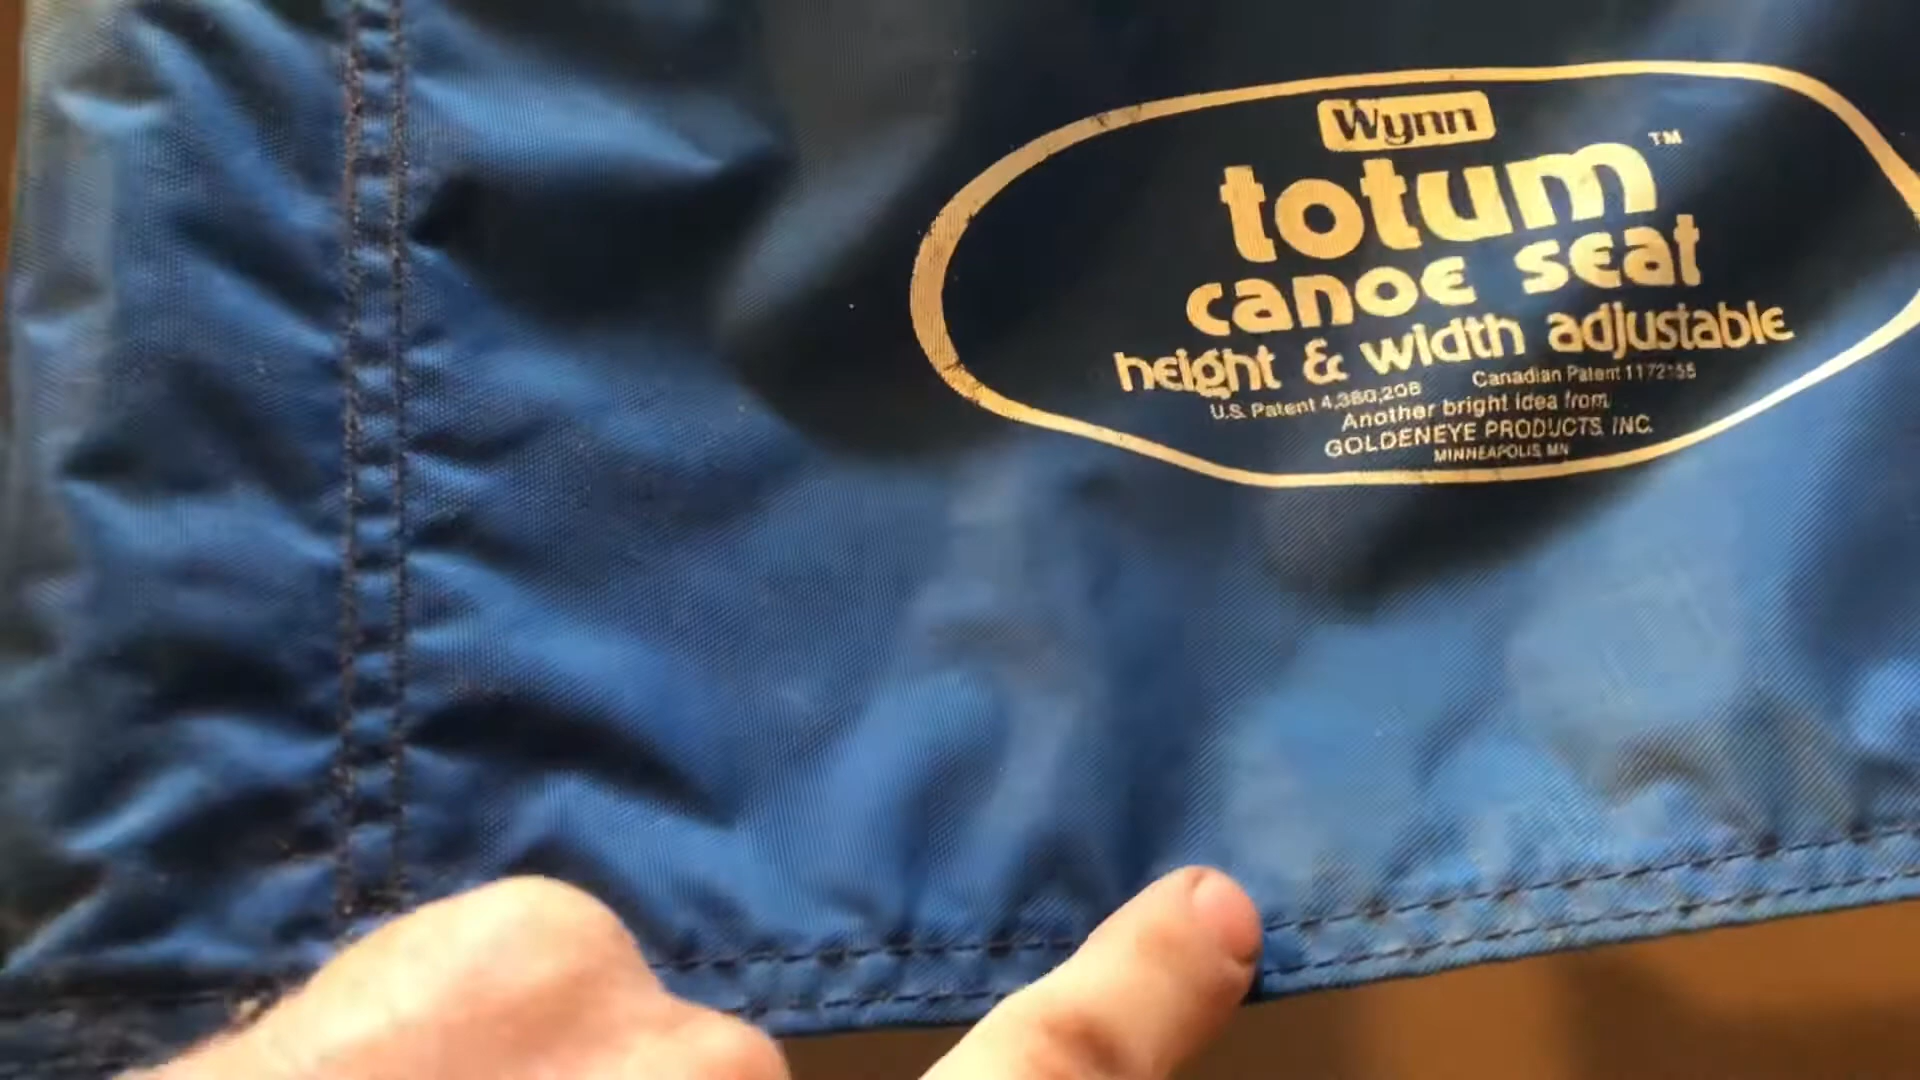 Wynn
totum™
canoe seat
height & width adjustable
U.S. Patent 4,380,208 Canadian Patent
Another bright idea from
GOLDENEYE PRODUCTS, INC.
MINNEAPOLIS, MN